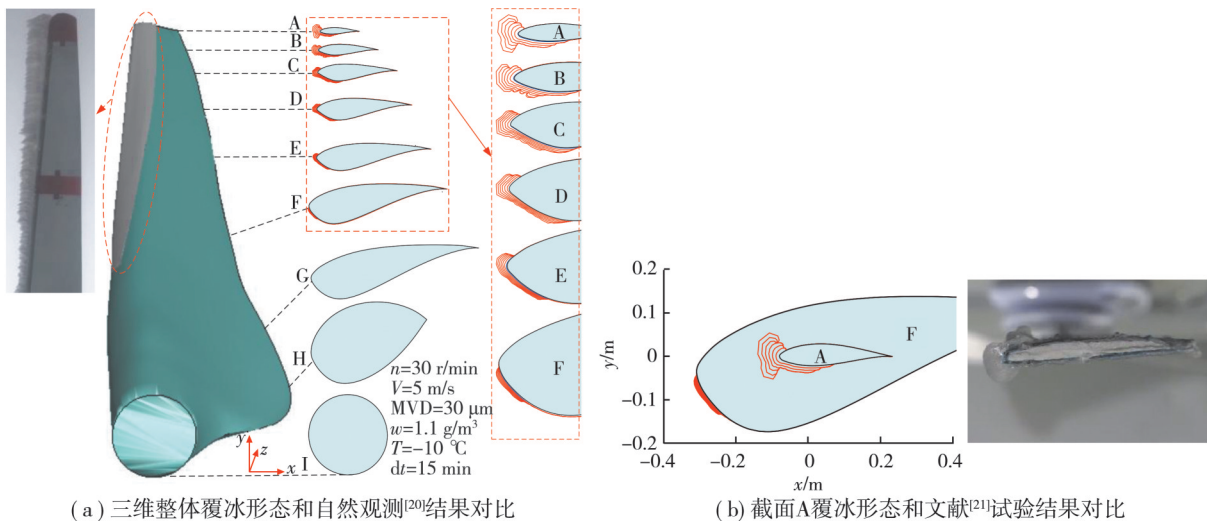 A
B
C
D
E
F
G
H
I
n=30 r/min
V=5 m/s
MVD=30 μm
w=1.1 g/m³
T=−10 ℃
dt=15 min
y
z
x
A
B
C
D
E
F
(a) 三维整体覆冰形态和自然观测[20]结果对比
0.2
0.1
0
−0.1
−0.2
y/m
F
A
−0.4
−0.2
0
0.2
0.4
x/m
(b) 截面A覆冰形态和文献[21]试验结果对比